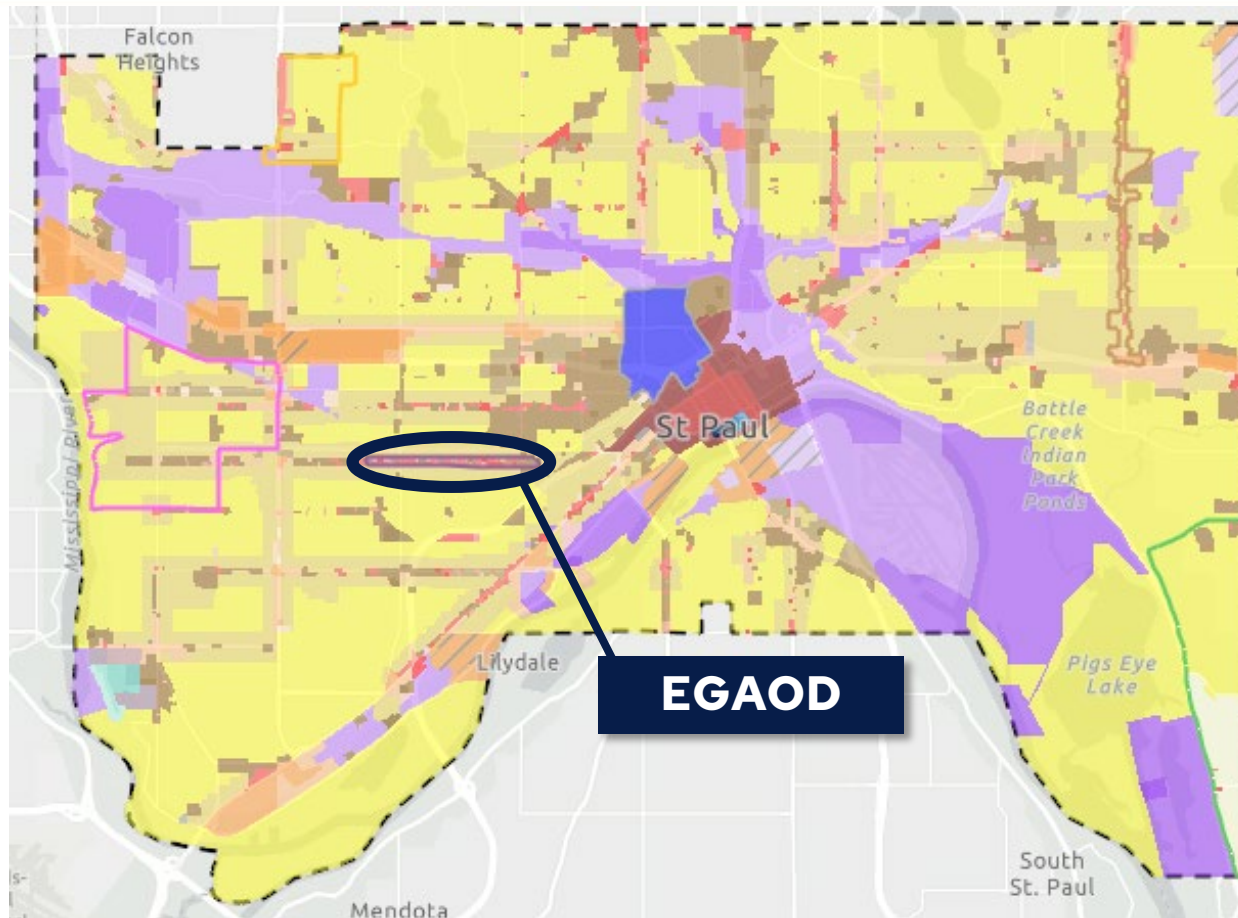 Falcon
Heights
St Paul
Battle
Creek
Indian
Park
Ponds
Mississippi River
Lilydale
EGAOD
Pigs Eye
Lake
South
St. Paul
Mendota